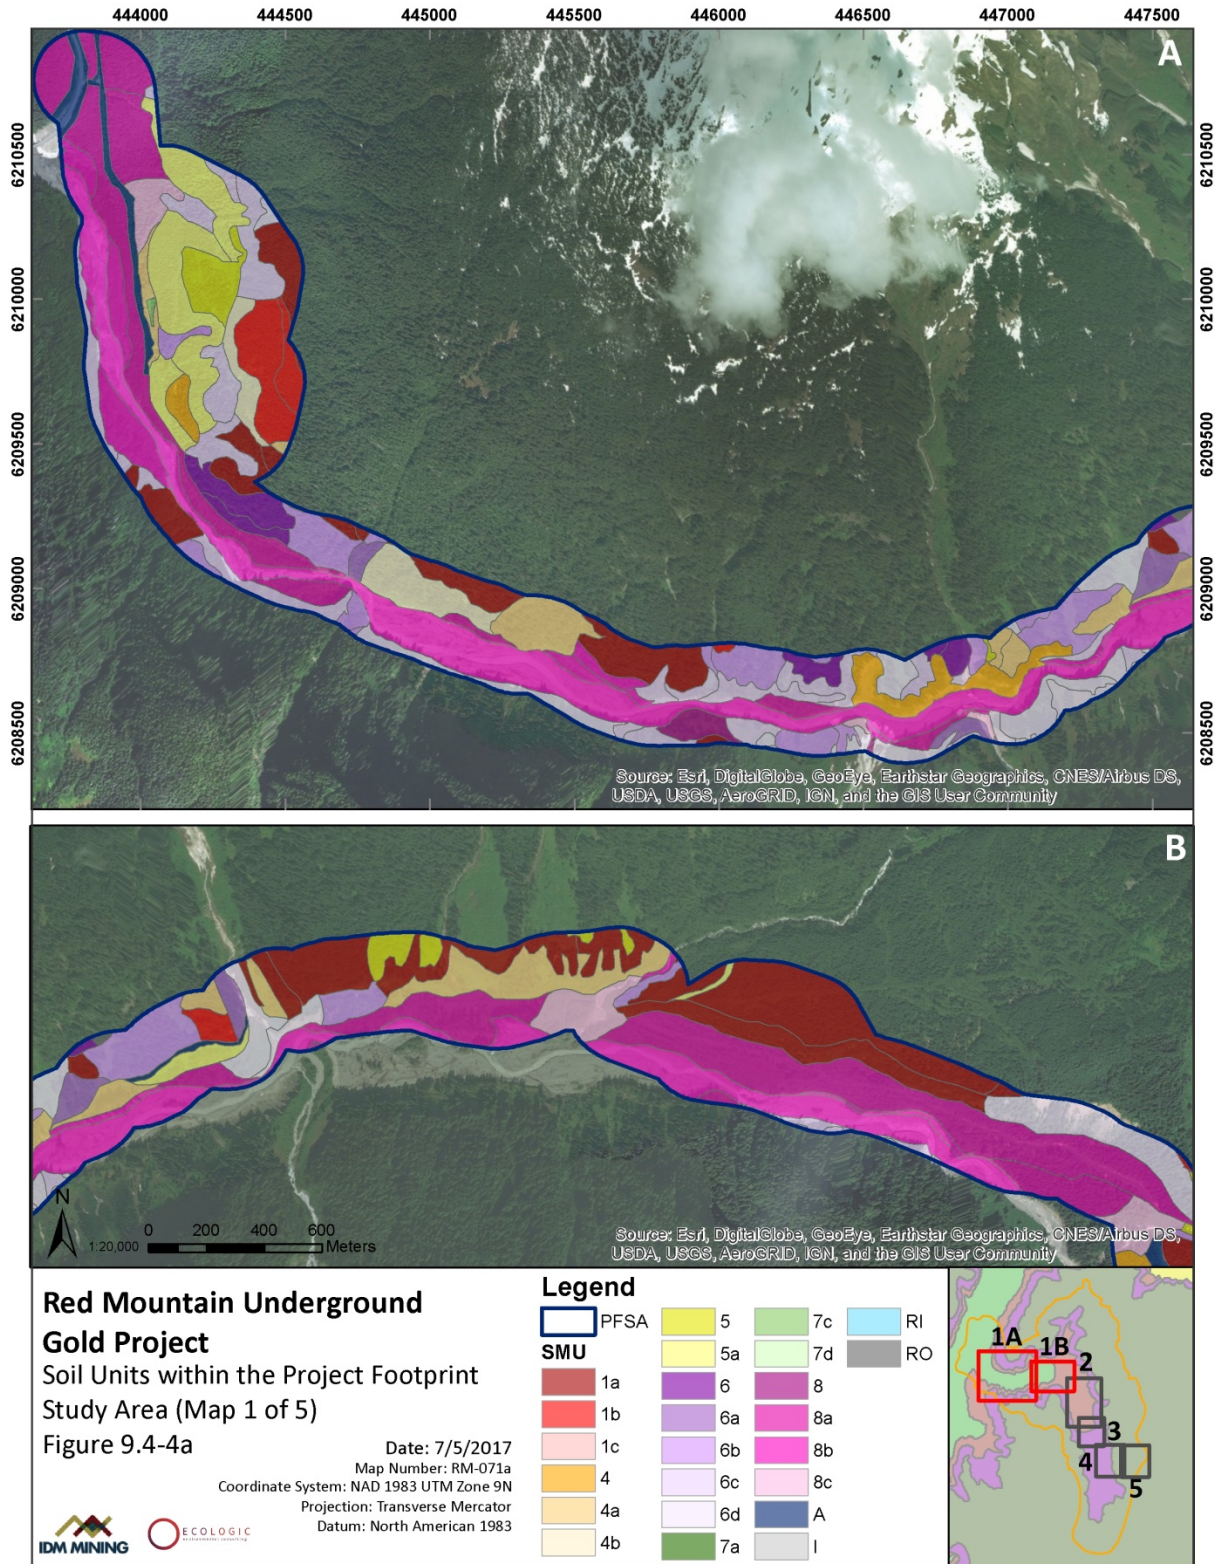 444000 444500 445000 445500 446000 446500 447000 447500
A
6210500
6210000
6209500
6209000
6208500
6210500
6210000
6209500
6209000
6208500
Source: Esri, DigitalGlobe, GeoEye, Earthstar Geographics, CNES/Airbus DS,
USDA, USGS, AeroGRID, IGN, and the GIS User Community
B
N
0 200 400 600
1:20,000 Meters
Source: Esri, DigitalGlobe, GeoEye, Earthstar Geographics, CNES/Airbus DS,
USDA, USGS, AeroGRID, IGN, and the GIS User Community
Red Mountain Underground
Gold Project
Soil Units within the Project Footprint
Study Area (Map 1 of 5)
Figure 9.4-4a
Date: 7/5/2017
Map Number: RM-071a
Coordinate System: NAD 1983 UTM Zone 9N
Projection: Transverse Mercator
Datum: North American 1983
IDM MINING
ECOLOGIC
environmental consulting
Legend
PFSA
SMU
1a
1b
1c
4
4a
4b
5
5a
6
6a
6b
6c
6d
7a
7c
7d
8
8a
8b
8c
A
I
RI
RO
1A
1B
2
3
4
5